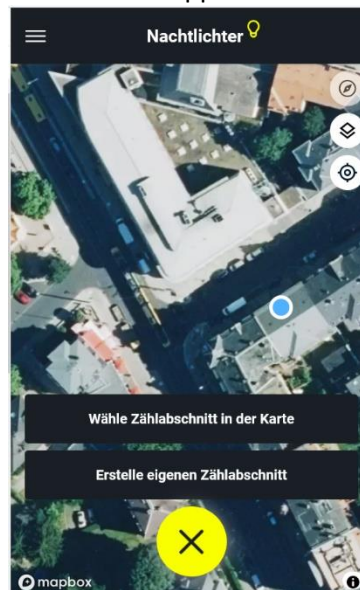 Nachtlichter
Wähle Zählabschnitt in der Karte
Erstelle eigenen Zählabschnitt
mapbox